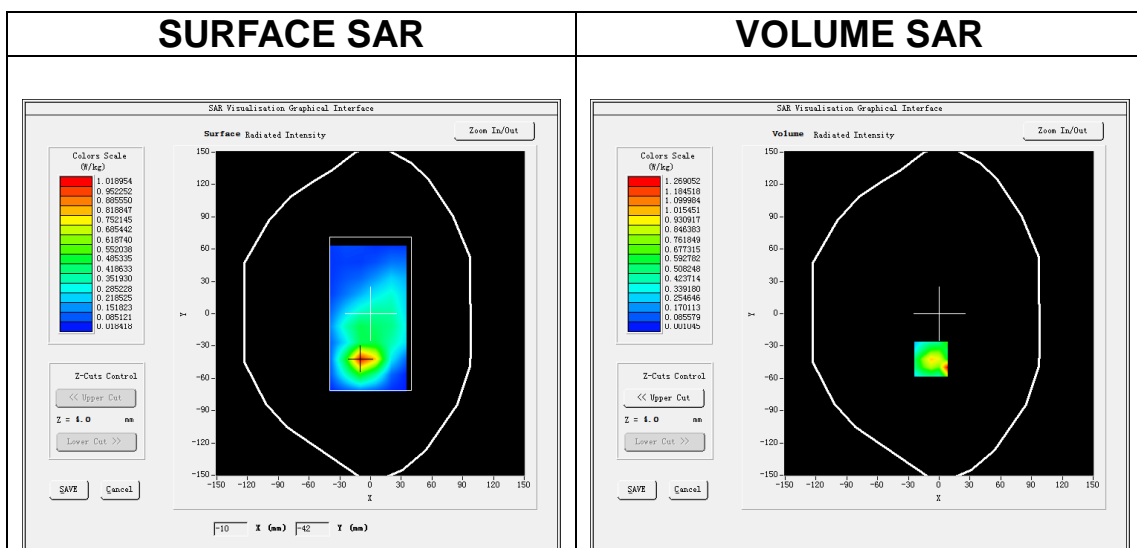 SURFACE SAR
VOLUME SAR
SAR Visualisation Graphical Interface
Surface Radiated Intensity
Zoom In/Out
Colors Scale
(W/kg)
1.018954
0.952252
0.885550
0.818847
0.752145
0.685442
0.618740
0.552038
0.485335
0.418633
0.351930
0.285228
0.218525
0.151823
0.085121
0.018418
150
120
90
60
30
0
-30
-60
-90
-120
-150
Y
-150 -120 -90 -60 -30 0 30 60 90 120 150
X
Z-Cuts Control
<< Upper Cut
Z = 4.0 mm
Lower Cut >>
SAVE Cancel
-10 X (mm) -42 Y (mm)
SAR Visualisation Graphical Interface
Volume Radiated Intensity
Zoom In/Out
Colors Scale
(W/kg)
1.269052
1.184518
1.099984
1.015451
0.930917
0.846383
0.761849
0.677315
0.592782
0.508248
0.423714
0.339180
0.254646
0.170113
0.085579
0.001045
150
120
90
60
30
0
-30
-60
-90
-120
-150
Y
-150 -120 -90 -60 -30 0 30 60 90 120 150
X
Z-Cuts Control
<< Upper Cut
Z = 4.0 mm
Lower Cut >>
SAVE Cancel